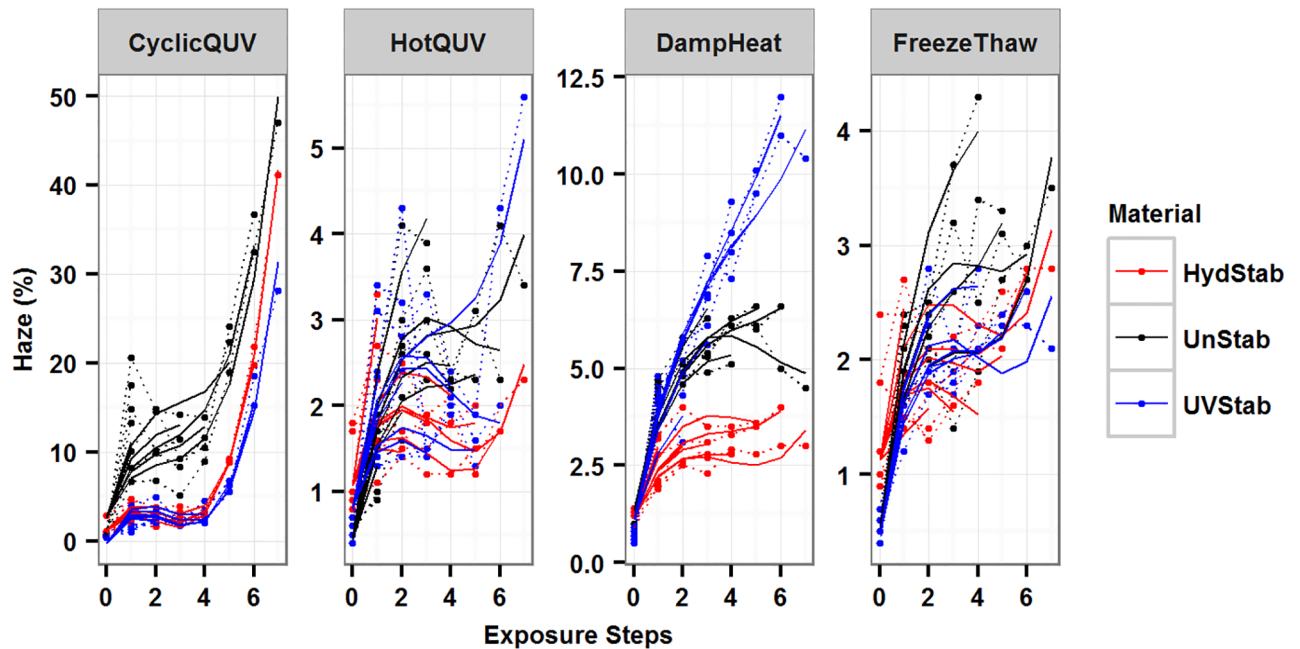 CyclicQUV HotQUV DampHeat FreezeThaw
Haze (%)
50
40
30
20
10
0
5
4
3
2
1
12.5
10.0
7.5
5.0
2.5
0.0
4
3
2
1
0 2 4 6 0 2 4 6 0 2 4 6 0 2 4 6
Exposure Steps
Material
HydStab
UnStab
UVStab